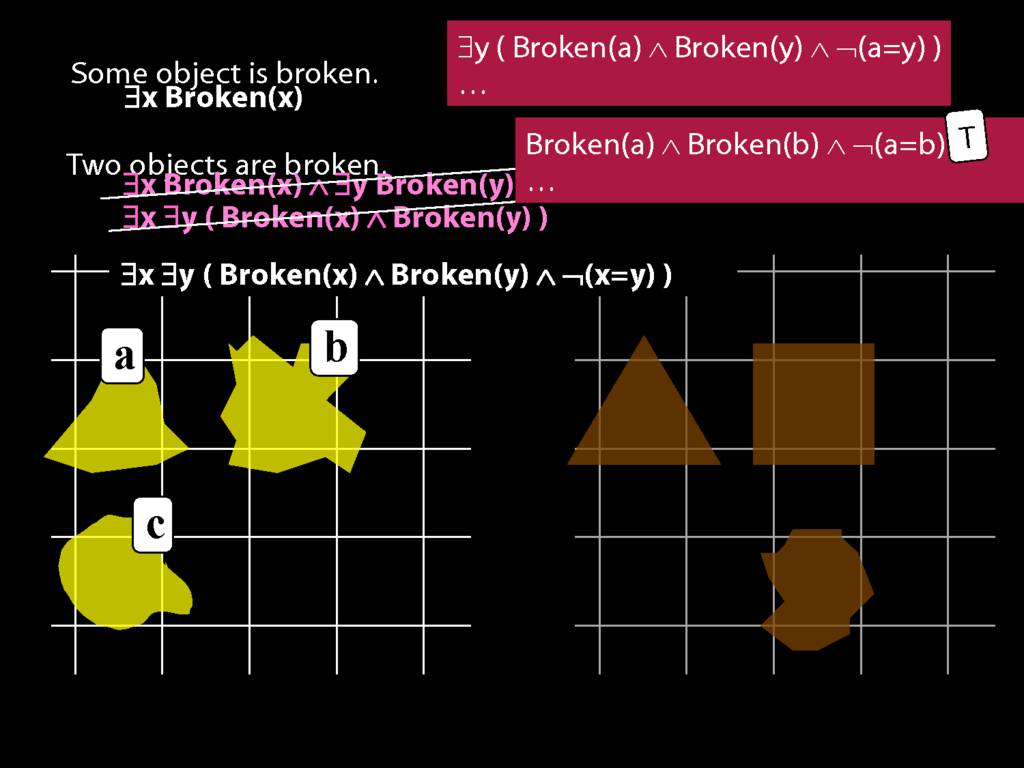 Some object is broken.
∃x Broken(x)
∃y ( Broken(a) ∧ Broken(y) ∧ ¬(a=y) )
…
Two objects are broken.
∃x Broken(x) ∧ ∃y Broken(y)
∃x ∃y ( Broken(x) ∧ Broken(y) )
Broken(a) ∧ Broken(b) ∧ ¬(a=b)
T
…
∃x ∃y ( Broken(x) ∧ Broken(y) ∧ ¬(x=y) )
a
b
c